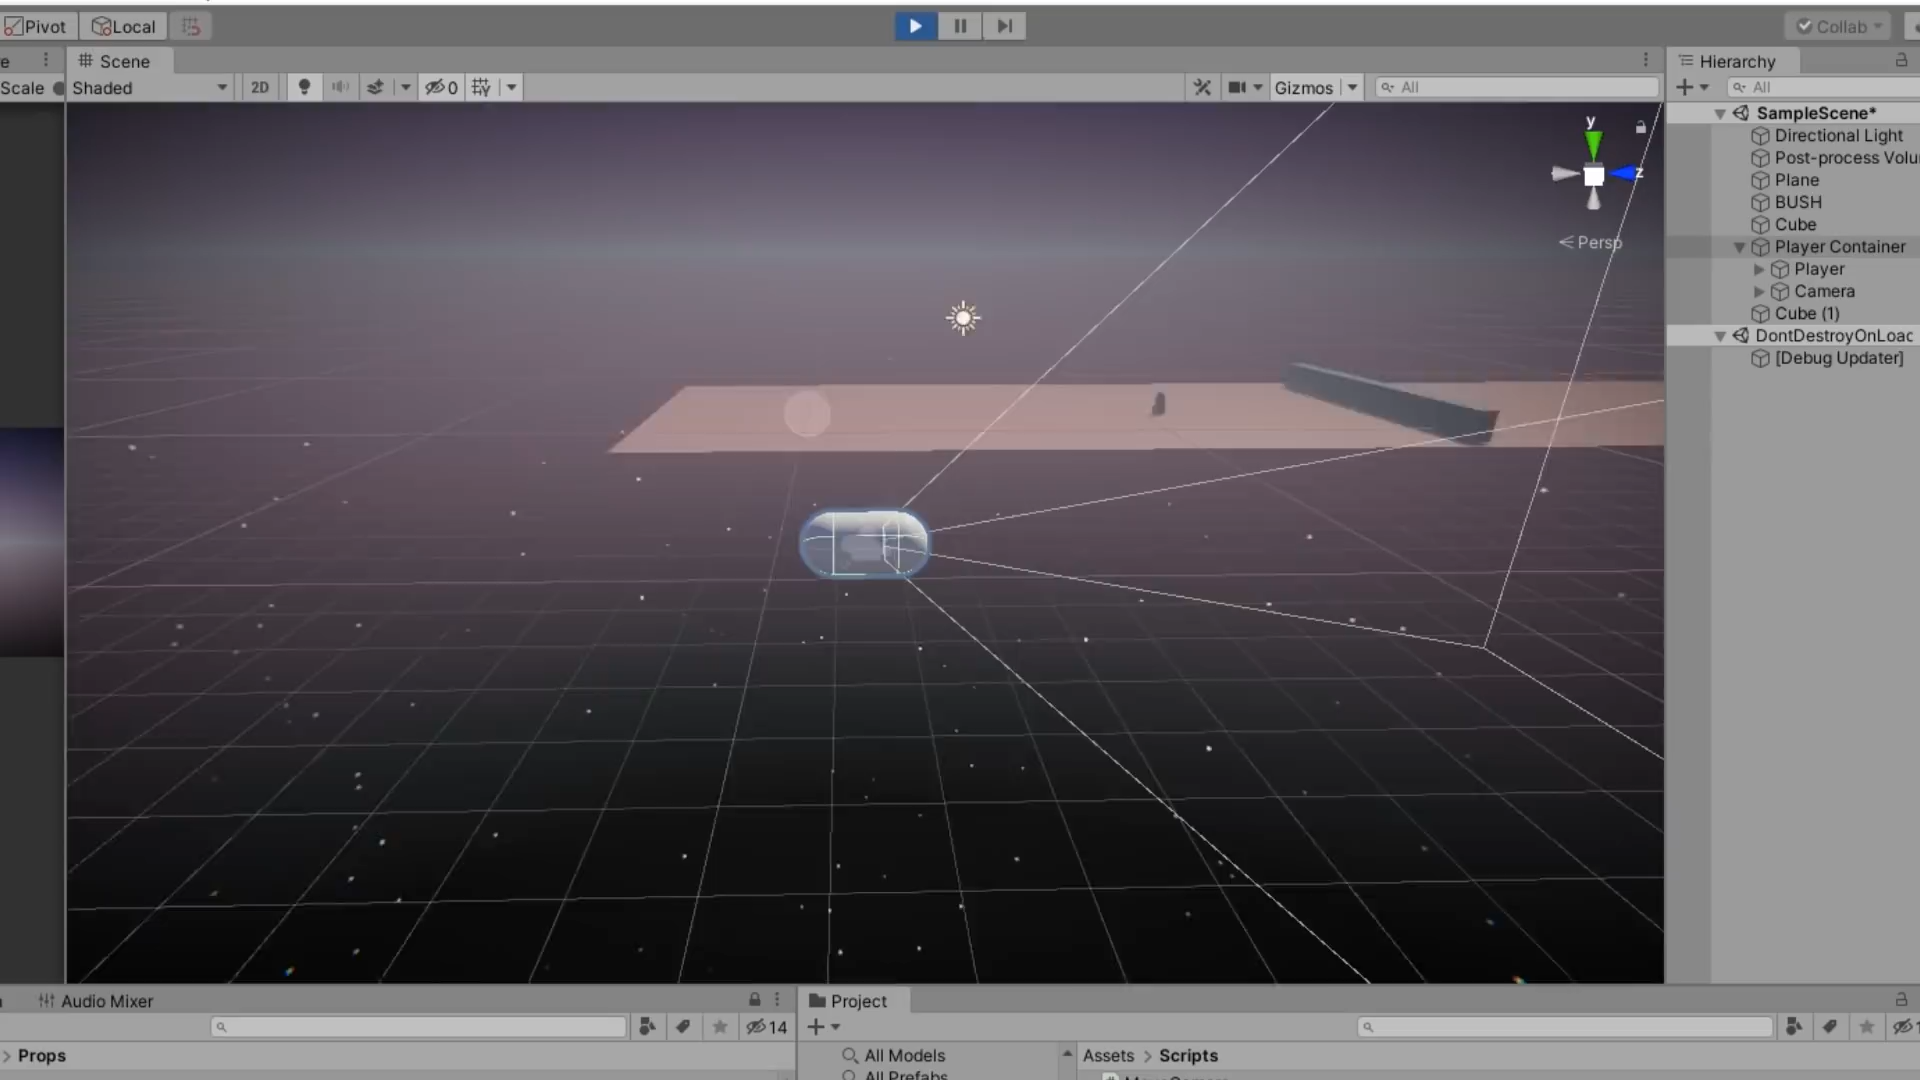 Pivot Local Collab
e Scene Hierarchy
Scale Shaded 2D 0 Gizmos All All
SampleScene*
Directional Light
Post-process Volu
Plane
BUSH
Cube
Player Container
Player
Camera
Cube (1)
DontDestroyOnLoad
[Debug Updater]
y
z
Persp
Audio Mixer Project
14
Props
All Models
All Prefabs
Assets > Scripts